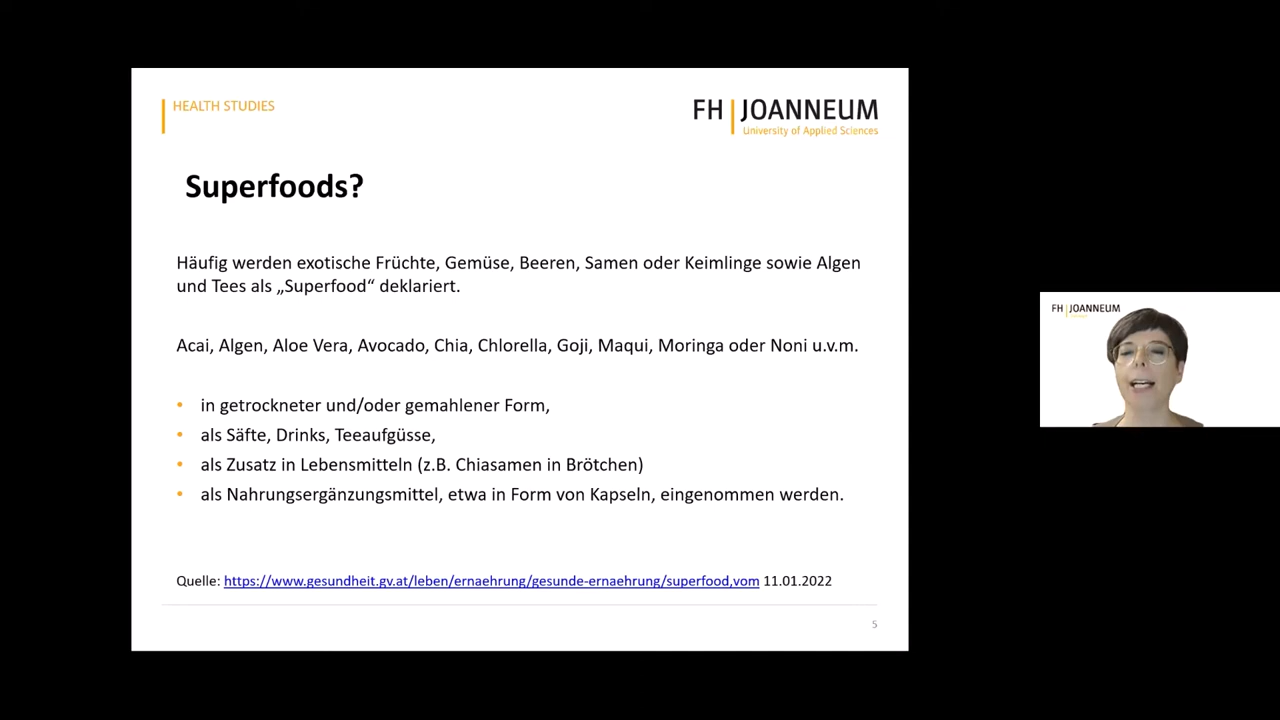 HEALTH STUDIES
FH JOANNEUM
University of Applied Sciences
Superfoods?
Häufig werden exotische Früchte, Gemüse, Beeren, Samen oder Keimlinge sowie Algen
und Tees als „Superfood“ deklariert.
Acai, Algen, Aloe Vera, Avocado, Chia, Chlorella, Goji, Maqui, Moringa oder Noni u.v.m.
• in getrockneter und/oder gemahlener Form,
• als Säfte, Drinks, Teeaufgüsse,
• als Zusatz in Lebensmitteln (z.B. Chiasamen in Brötchen)
• als Nahrungsergänzungsmittel, etwa in Form von Kapseln, eingenommen werden.
Quelle: https://www.gesundheit.gv.at/leben/ernaehrung/gesunde-ernaehrung/superfood,vom 11.01.2022
5
FH JOANNEUM